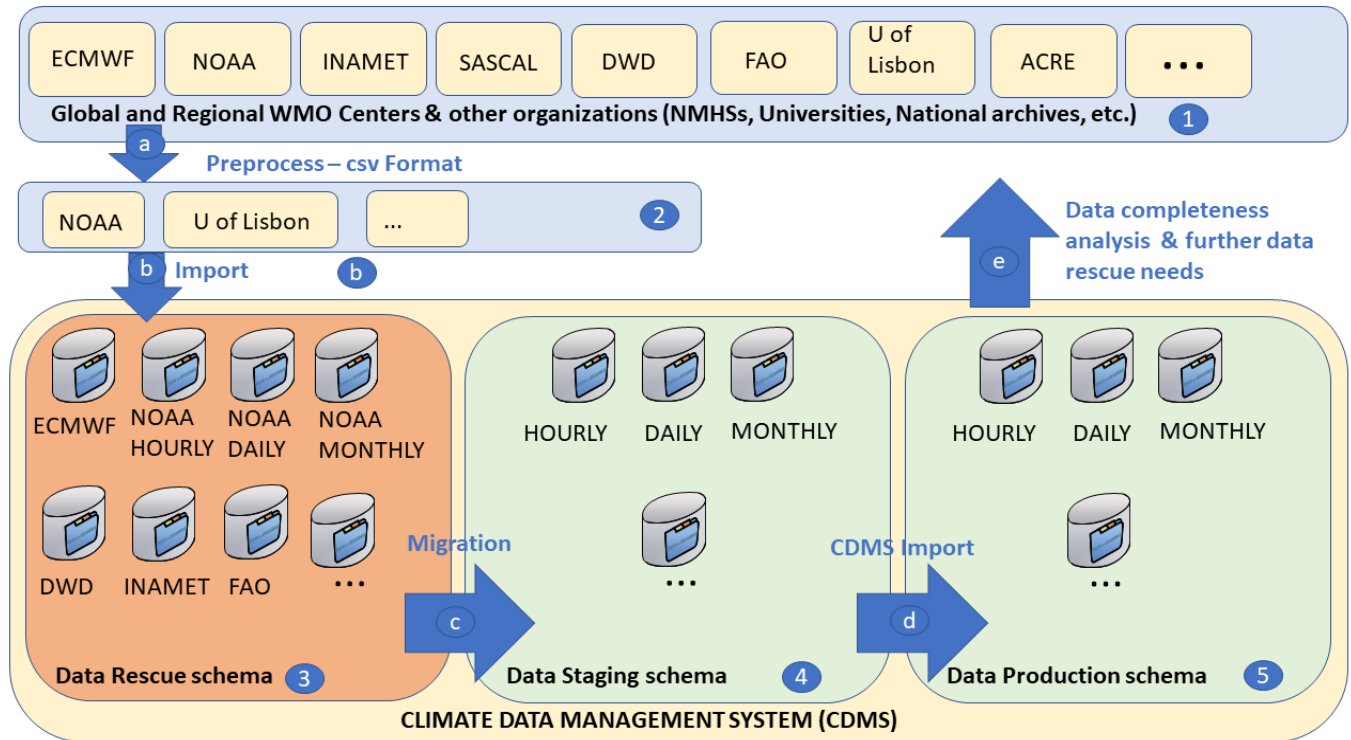 ECMWF
NOAA
INAMET
SASCAL
DWD
FAO
U of
Lisbon
ACRE
...
Global and Regional WMO Centers & other organizations (NMHSs, Universities, National archives, etc.)
1
a
Preprocess – csv Format
NOAA
U of Lisbon
...
2
b
Import
b
e
Data completeness
analysis & further data
rescue needs
ECMWF
NOAA
HOURLY
NOAA
DAILY
NOAA
MONTHLY
DWD
INAMET
FAO
...
Data Rescue schema
3
Migration
c
HOURLY
DAILY
MONTHLY
...
Data Staging schema
4
CDMS Import
d
HOURLY
DAILY
MONTHLY
...
Data Production schema
5
CLIMATE DATA MANAGEMENT SYSTEM (CDMS)